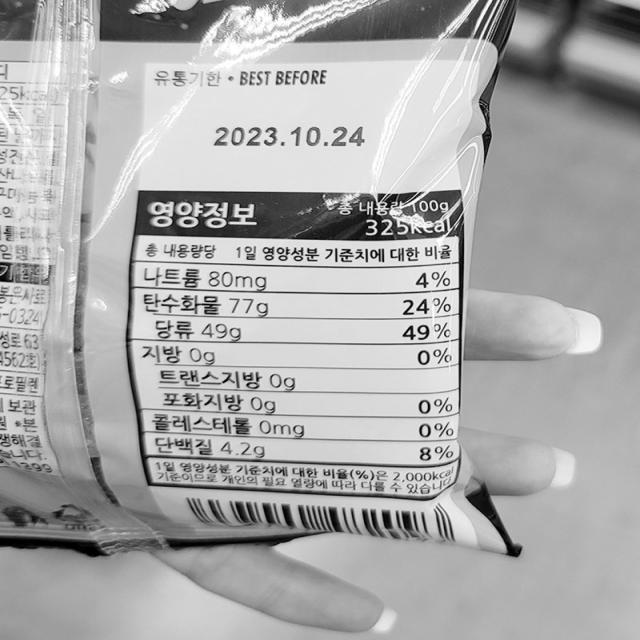 유통기한 • BEST BEFORE
2023.10.24
영양정보
총 내용량 100g
325kcal
총 내용량당 1일 영양성분 기준치에 대한 비율
나트륨 80mg 4%
탄수화물 77g 24%
당류 49g 49%
지방 0g 0%
트랜스지방 0g
포화지방 0g 0%
콜레스테롤 0mg 0%
단백질 4.2g 8%
1일 영양성분 기준치에 대한 비율(%)은 2,000kcal
기준이므로 개인의 필요 열량에 따라 다를 수 있습니다